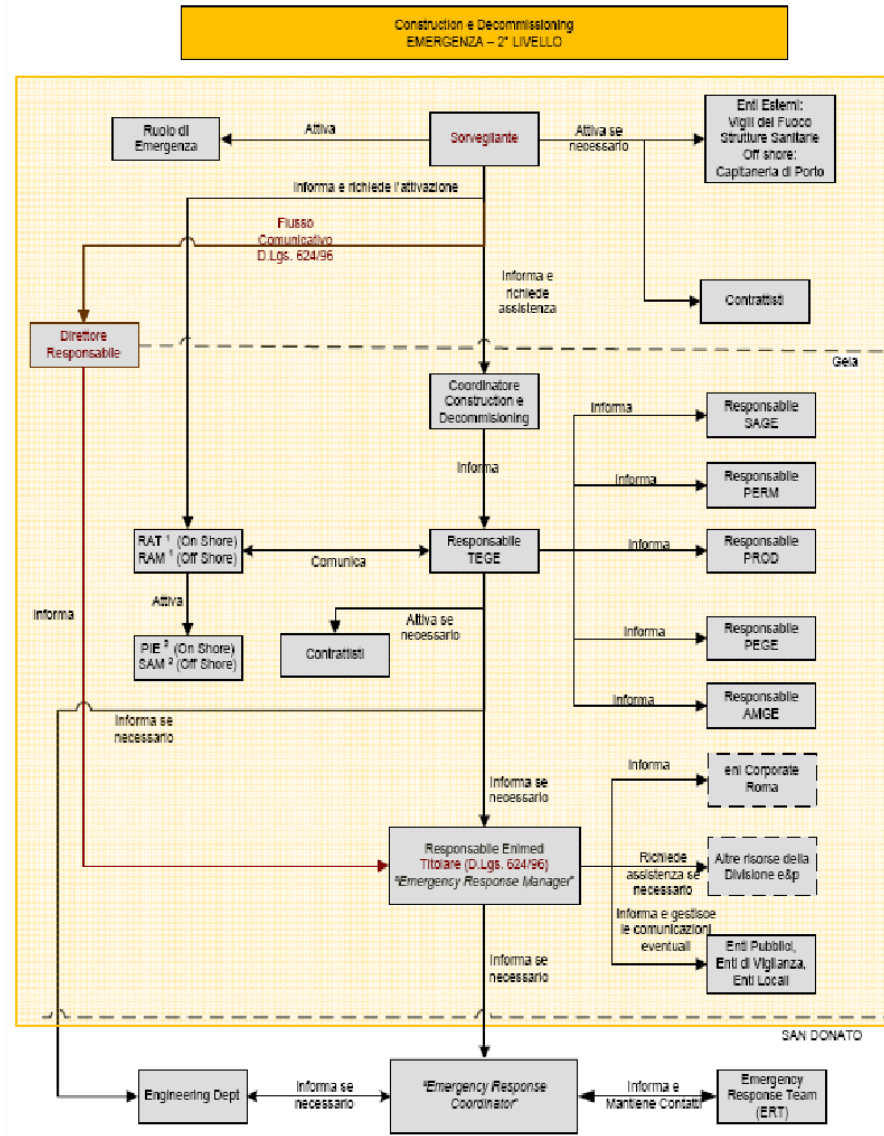 Construction e Decommissioning
EMERGENZA – 2° LIVELLO
Ruolo di
Emergenza
Attiva
Sorvegliante
Attiva se
necessario
Enti Esterni:
Vigili del Fuoco
Strutture Sanitarie
Off shore:
Capitaneria di Porto
Informa e richiede l'attivazione
Flusso
Comunicativo
D.Lgs. 624/96
Informa e
richiede
assistenza
Contrattisti
Direttore
Responsabile
Gela
Coordinatore
Construction e
Decommisioning
Informa
Responsabile
SAGE
Informa
Informa
Responsabile
PERM
RAT ¹ (On Shore)
RAM ¹ (Off Shore)
Comunica
Responsabile
TEGE
Informa
Responsabile
PROD
Informa
Attiva
Attiva se
necessario
PIE ² (On Shore)
SAM ² (Off Shore)
Contrattisti
Informa
Responsabile
PEGE
Informa
Responsabile
AMGE
Informa se
necessario
Informa se
necessario
Informa
eni Corporate
Roma
Responsabile Enimed
Titolare (D.Lgs. 624/96)
"Emergency Response Manager"
Richiede
assistenza se
necessario
Altre risorse della
Divisione e&p
Informa e gestisce
le comunicazioni
eventuali
Enti Pubblici,
Enti di Vigilanza,
Enti Locali
Informa se
necessario
SAN DONATO
Engineering Dept
Informa se
necessario
"Emergency Response
Coordinator"
Informa e
Mantiene Contatti
Emergency
Response Team
(ERT)